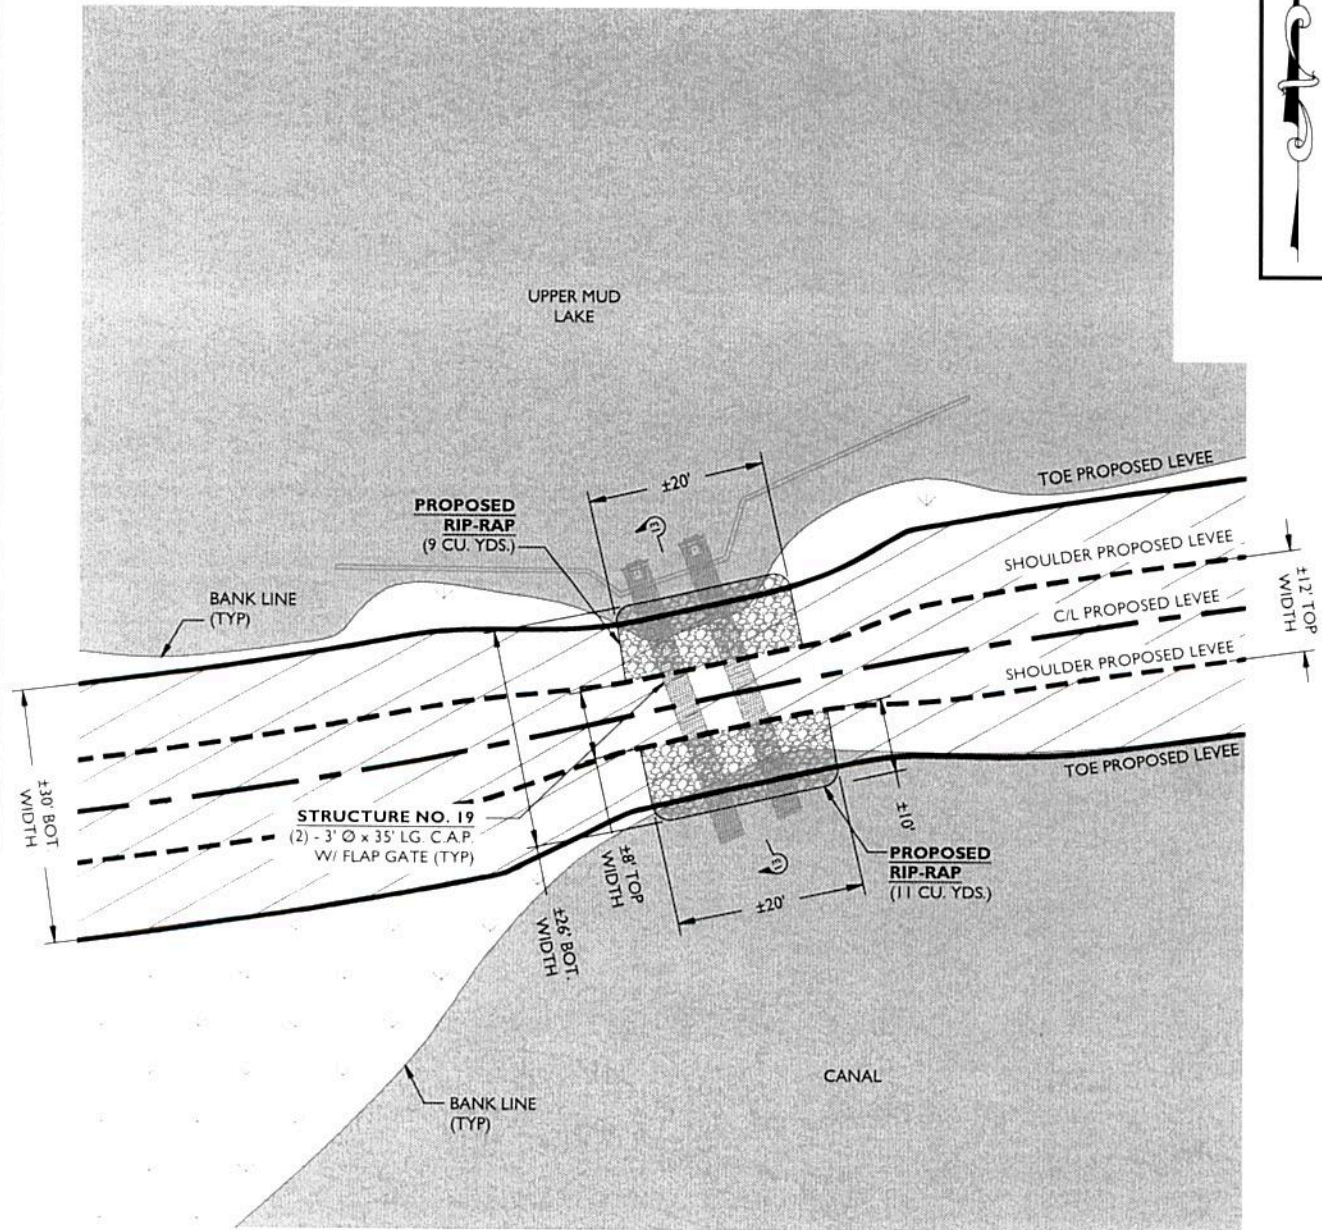 UPPER MUD
LAKE
±20'
TOE PROPOSED LEVEE
PROPOSED
RIP-RAP
(9 CU. YDS.)
E1
SHOULDER PROPOSED LEVEE
BANK LINE
(TYP)
C/L PROPOSED LEVEE
±12' TOP
WIDTH
SHOULDER PROPOSED LEVEE
TOE PROPOSED LEVEE
±30' BOT.
WIDTH
STRUCTURE NO. 19
(2) - 3' Ø x 35' LG. C.A.P.
W/ FLAP GATE (TYP)
±10'
±8' TOP
WIDTH
E1
PROPOSED
RIP-RAP
(11 CU. YDS.)
±20'
±26' BOT.
WIDTH
CANAL
BANK LINE
(TYP)